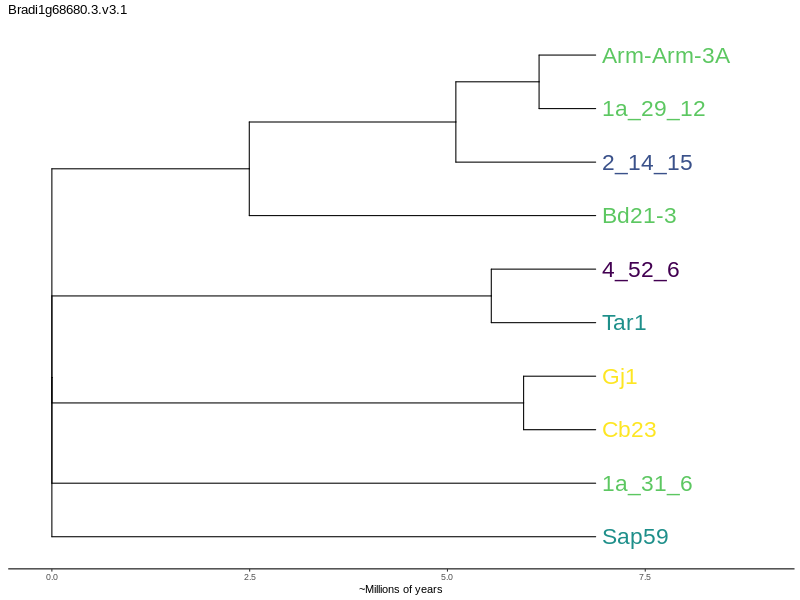 Bradi1g68680.3.v3.1
Arm-Arm-3A
1a_29_12
2_14_15
Bd21-3
4_52_6
Tar1
Gj1
Cb23
1a_31_6
Sap59
0.0 2.5 5.0 7.5
~Millions of years